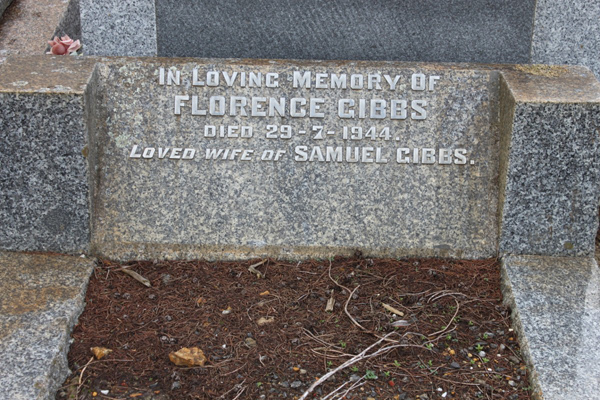 IN LOVING MEMORY OF
FLORENCE GIBBS
DIED 29-7-1944.
LOVED WIFE OF SAMUEL GIBBS.